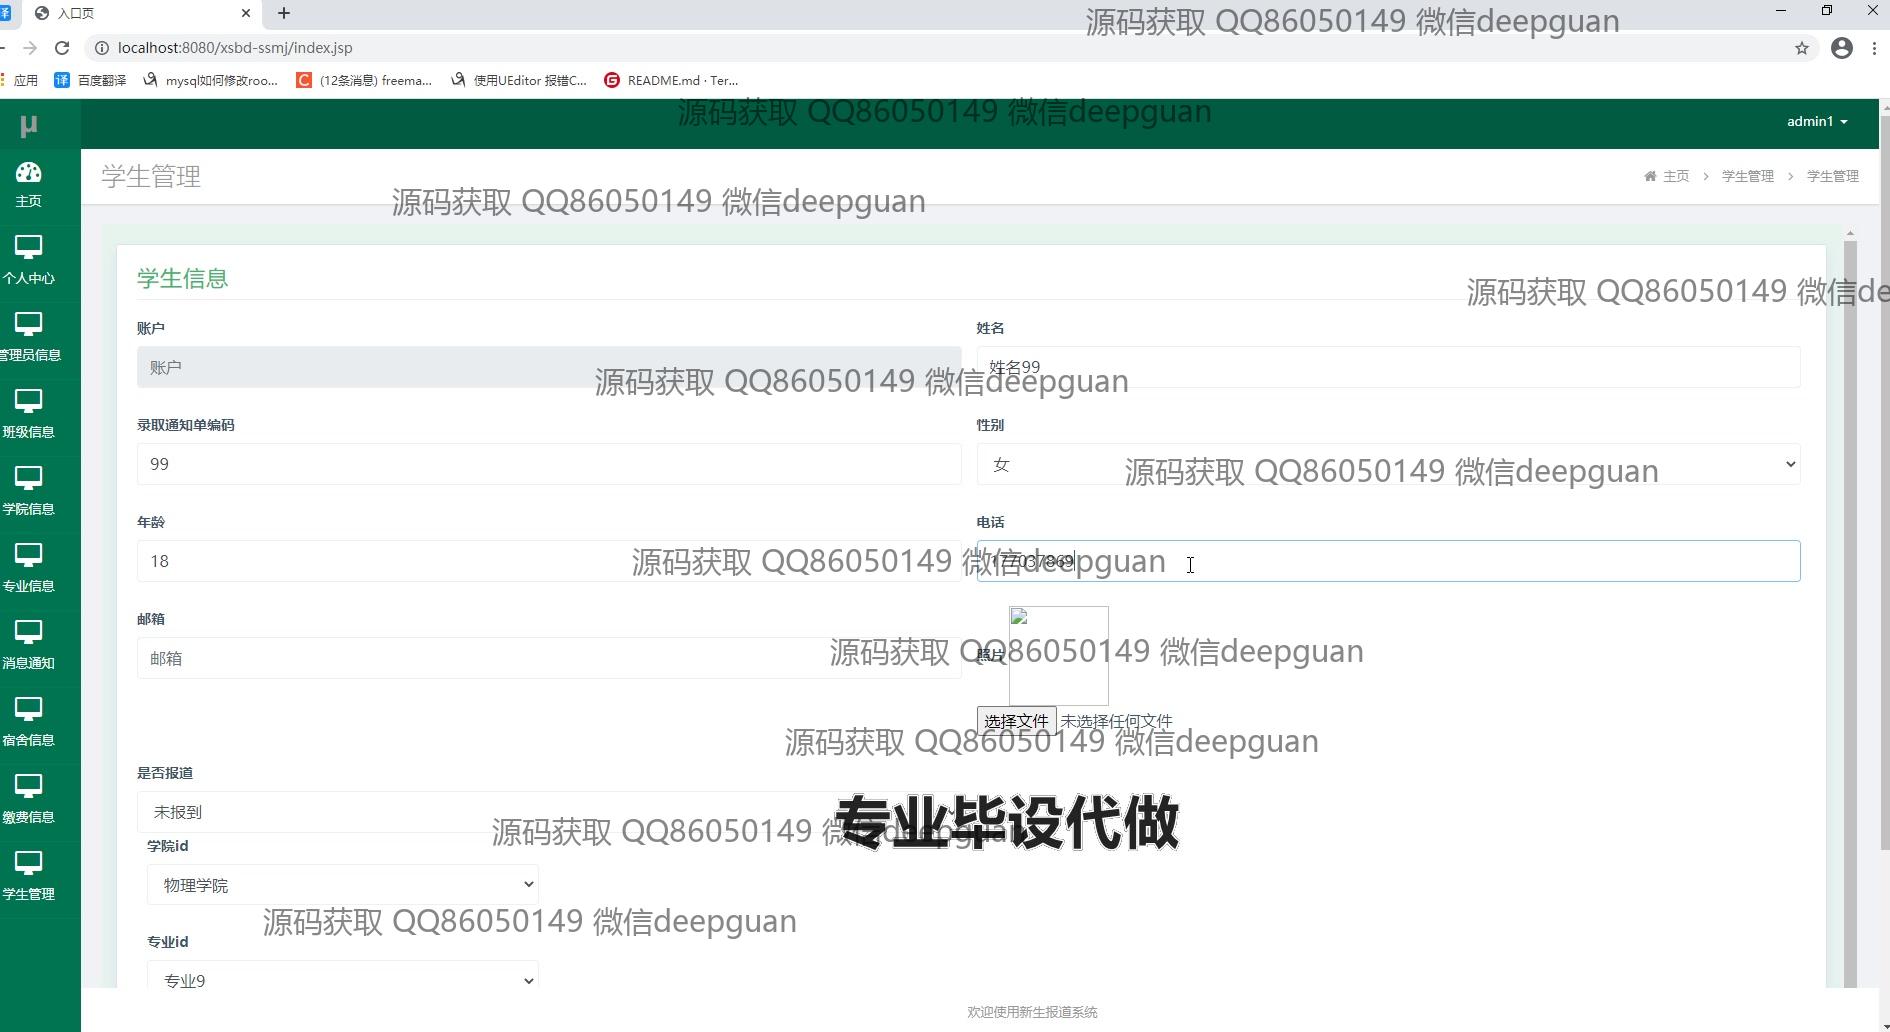 译 入口页
源码获取 QQ86050149 微信deepguan
localhost:8080/xsbd-ssmj/index.jsp
应用 译 百度翻译 mysql如何修改roo... C (12条消息) freema... 使用UEditor 报错C... G README.md · Ter...
μ
源码获取 QQ86050149 微信deepguan
admin1
学生管理
主页 > 学生管理 > 学生管理
源码获取 QQ86050149 微信deepguan
主页
个人中心
管理员信息
班级信息
学院信息
专业信息
消息通知
宿舍信息
缴费信息
学生管理
学生信息
源码获取 QQ86050149 微信de
账户
姓名
账户
姓名99
源码获取 QQ86050149 微信deepguan
录取通知单编码
性别
99
女
源码获取 QQ86050149 微信deepguan
年龄
电话
18
177037869
源码获取 QQ86050149 微信deepguan
邮箱
邮箱
照片
源码获取 QQ86050149 微信deepguan
选择文件 未选择任何文件
源码获取 QQ86050149 微信deepguan
是否报道
未报到
专业毕设代做
源码获取 QQ86050149 微信deepguan
学院id
物理学院
源码获取 QQ86050149 微信deepguan
专业id
专业9
欢迎使用新生报道系统